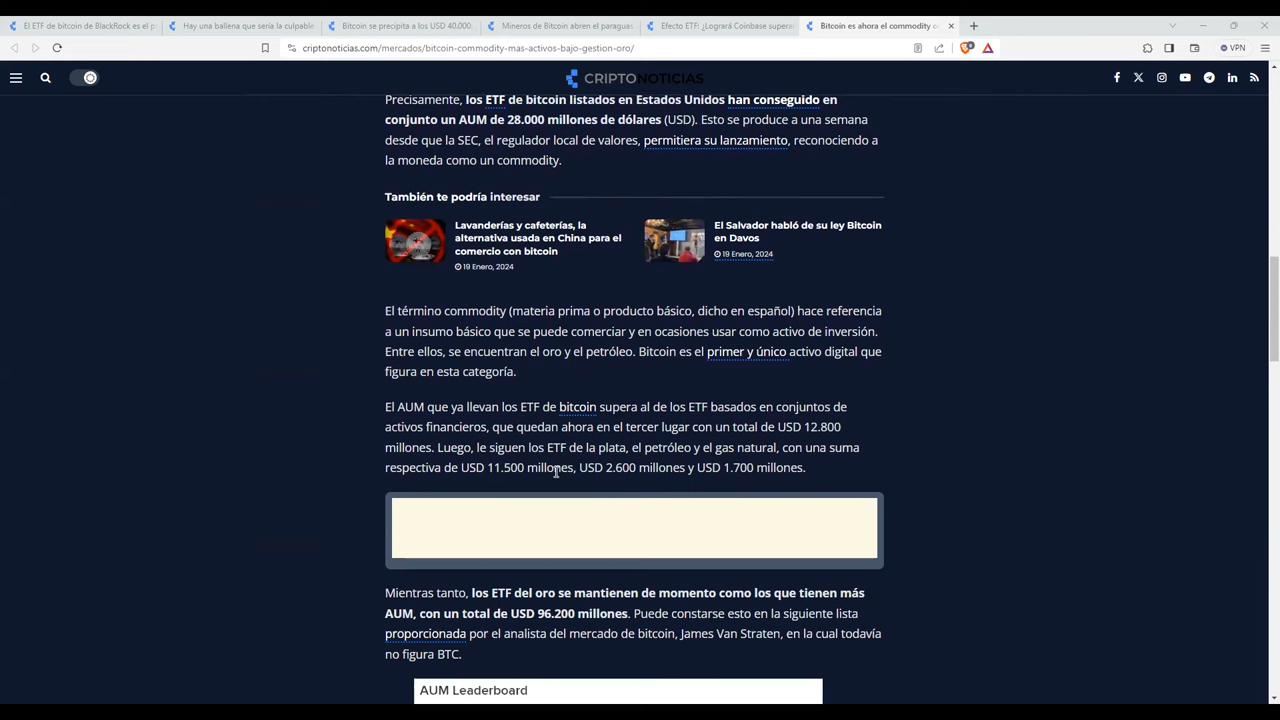 El ETF de bitcoin de BlackRock es el p
Hay una ballena que sería la culpable
Bitcoin se precipita a los USD 40.000
Mineros de Bitcoin abren el paraguas
Efecto ETF: ¿Logrará Coinbase supera
Bitcoin es ahora el commodity c
criptonoticias.com/mercados/bitcoin-commodity-mas-activos-bajo-gestion-oro/
VPN
CRIPTONOTICIAS
Precisamente, los ETF de bitcoin listados en Estados Unidos han conseguido en
conjunto un AUM de 28.000 millones de dólares (USD). Esto se produce a una semana
desde que la SEC, el regulador local de valores, permitiera su lanzamiento, reconociendo a
la moneda como un commodity.
También te podría interesar
Lavanderías y cafeterías, la
alternativa usada en China para el
comercio con bitcoin
19 Enero, 2024
El Salvador habló de su ley Bitcoin
en Davos
19 Enero, 2024
El término commodity (materia prima o producto básico, dicho en español) hace referencia
a un insumo básico que se puede comerciar y en ocasiones usar como activo de inversión.
Entre ellos, se encuentran el oro y el petróleo. Bitcoin es el primer y único activo digital que
figura en esta categoría.
El AUM que ya llevan los ETF de bitcoin supera al de los ETF basados en conjuntos de
activos financieros, que quedan ahora en el tercer lugar con un total de USD 12.800
millones. Luego, le siguen los ETF de la plata, el petróleo y el gas natural, con una suma
respectiva de USD 11.500 millones, USD 2.600 millones y USD 1.700 millones.
Mientras tanto, los ETF del oro se mantienen de momento como los que tienen más
AUM, con un total de USD 96.200 millones. Puede constarse esto en la siguiente lista
proporcionada por el analista del mercado de bitcoin, James Van Straten, en la cual todavía
no figura BTC.
AUM Leaderboard